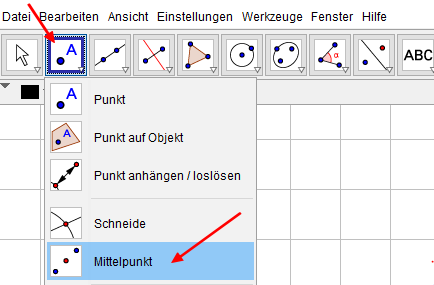 Datei Bearbeiten Ansicht Einstellungen Werkzeuge Fenster Hilfe
A ABC
A Punkt
A Punkt auf Objekt
Punkt anhängen / loslösen
Schneide
Mittelpunkt